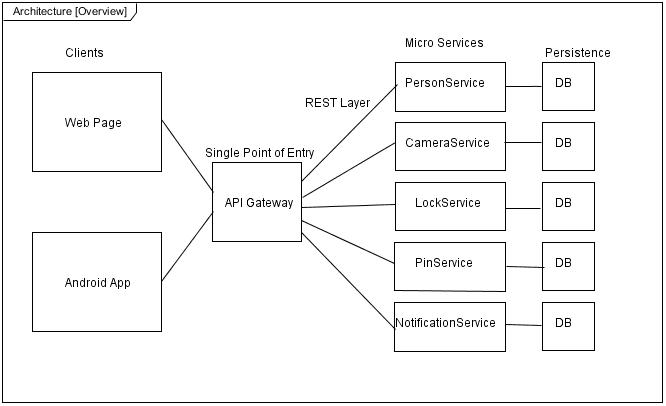 Architecture [Overview]
Clients
Micro Services
Persistence
Web Page
Android App
REST Layer
Single Point of Entry
API Gateway
PersonService
DB
CameraService
DB
LockService
DB
PinService
DB
NotificationService
DB